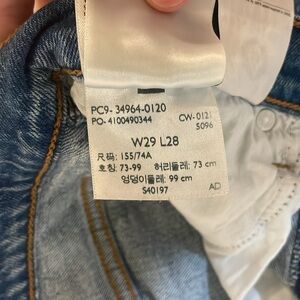 PC9- 34964-0120
PO- 4100490344 CW- 0121
5096
W29 L28
尺码: 155/74A
호칭: 73-99 허리둘레: 73 cm
엉덩이둘레: 99 cm
S40197 AD